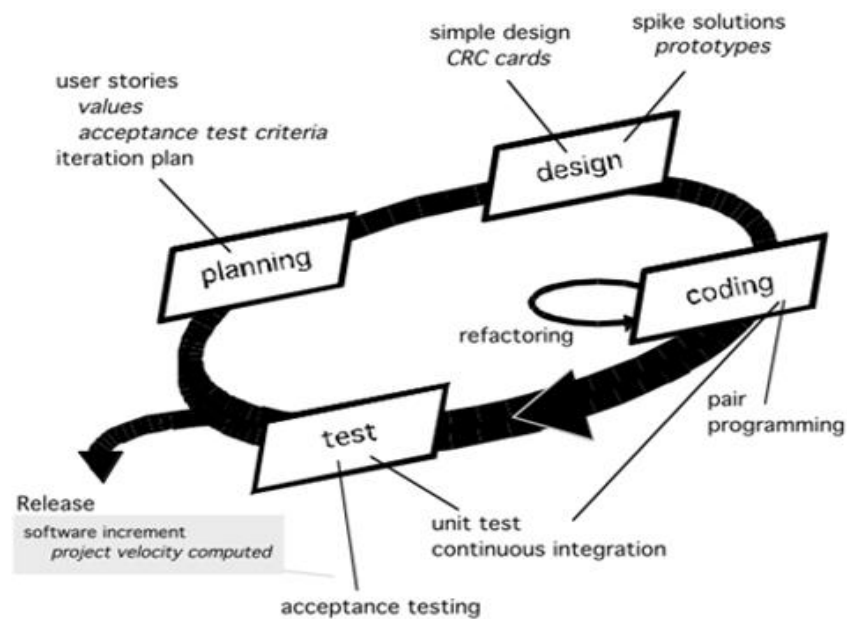 spike solutions
prototypes
simple design
CRC cards
user stories
values
acceptance test criteria
iteration plan
design
planning
coding
refactoring
test
pair
programming
Release
software increment
project velocity computed
unit test
continuous integration
acceptance testing